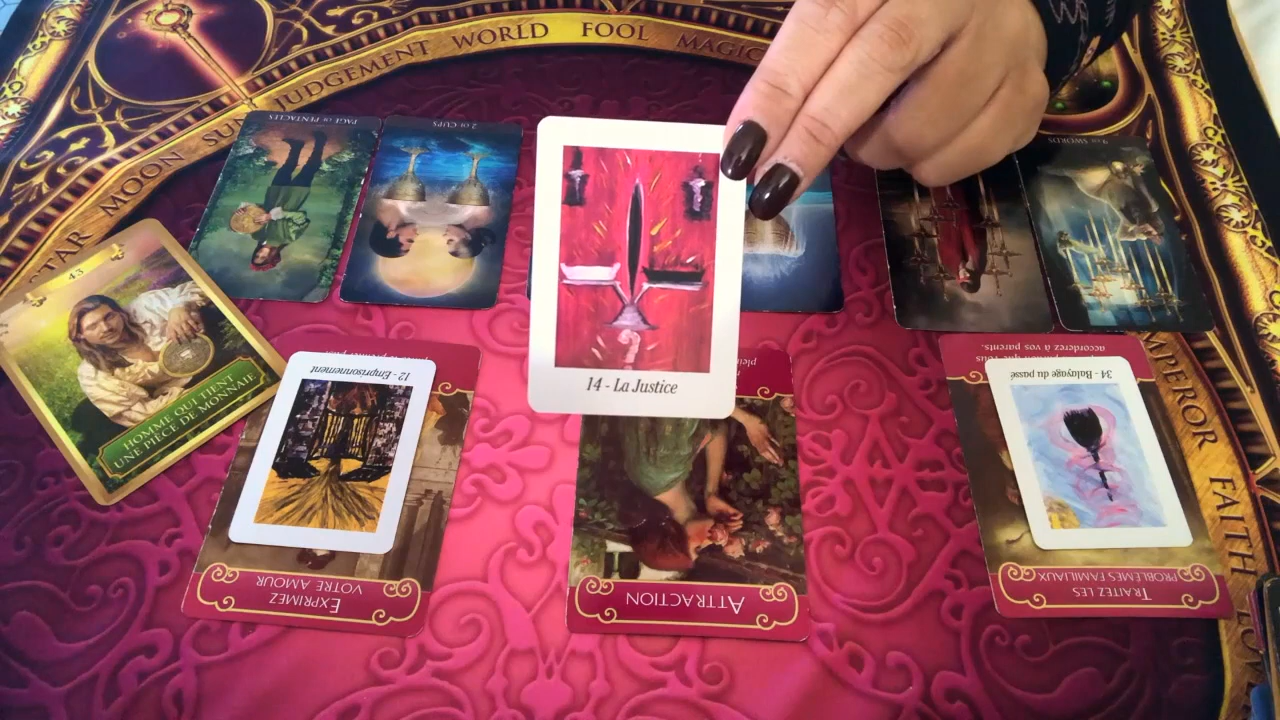 JUDGEMENT WORLD FOOL MAGIC
STAR MOON SU
PAGE OF PENTACLES
2 OF CUPS
9 OF SWORDS
43
HOMME QUI TIENT
UNE PIÈCE DE MONNAIE
12 - Emprisonnement
14 - La Justice
plei
accorderez à vos parents.
34 - Balayage du passé
EMPEROR FAITH
EXPRIMEZ
VOTRE AMOUR
ATTRACTION
TRAITEZ LES
PROBLÈMES FAMILIAUX